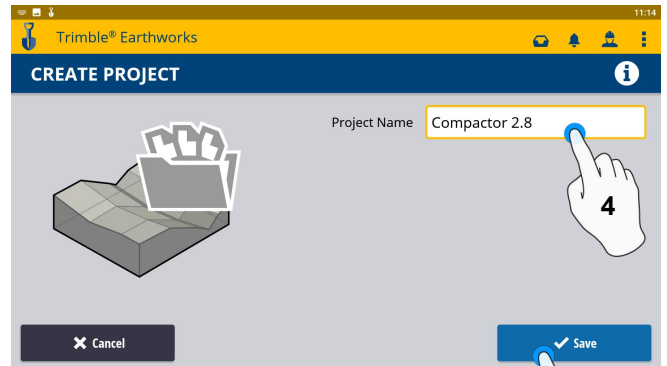 11:14
Trimble® Earthworks
CREATE PROJECT
Project Name Compactor 2.8
4
Cancel
Save